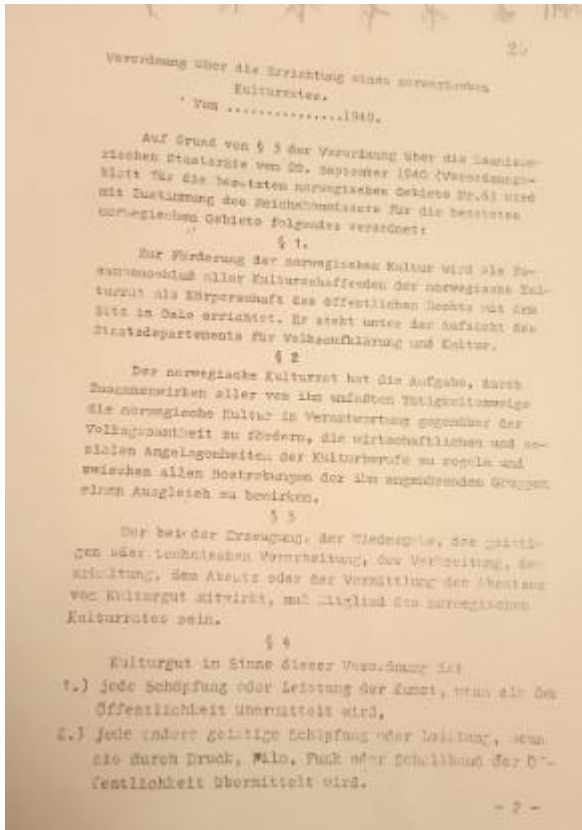 Verordnung über die Errichtung eines norwegischen
Kulturrates.
Vom ................1940.
Auf Grund von § 3 der Verordnung über die kommissa-
rischen Staatsräte vom 28. September 1940 (Verordnungs-
blatt für die besetzten norwegischen Gebiete Nr.6) wird
mit Zustimmung des Reichskommissars für die besetzten
norwegischen Gebiete folgendes verordnet:
§ 1.
Zur Förderung der norwegischen Kultur wird als Zu-
sammenschluß aller Kulturschaffenden der norwegische Kul-
turrat als Körperschaft des öffentlichen Rechts mit dem
Sitz in Oslo errichtet. Er steht unter der Aufsicht des
Staatsdepartements für Volksaufklärung und Kultur.
§ 2
Der norwegische Kulturrat hat die Aufgabe, durch
Zusammenwirken aller von ihm umfaßten Tätigkeitszweige
die norwegische Kultur in Verantwortung gegenüber der
Volksgesamtheit zu fördern, die wirtschaftlichen und so-
zialen Angelegenheiten der Kulturberufe zu regeln und
zwischen allen Bestrebungen der ihm angehörenden Gruppen
einen Ausgleich zu bewirken.
§ 3
Wer bei der Erzeugung, der Wiedergabe, der geisti-
gen oder technischen Verarbeitung, der Verbreitung, der
Erhaltung, dem Absatz oder der Vermittlung des Absatzes
von Kulturgut mitwirkt, muß Mitglied des norwegischen
Kulturrates sein.
§ 4
Kulturgut im Sinne dieser Verordnung ist
1.) jede Schöpfung oder Leistung der Kunst, wenn sie der
Öffentlichkeit übermittelt wird,
2.) jede andere geistige Schöpfung oder Leistung, wenn
sie durch Druck, Film, Funk oder Schallband der Öf-
fentlichkeit übermittelt wird.
- 2 -